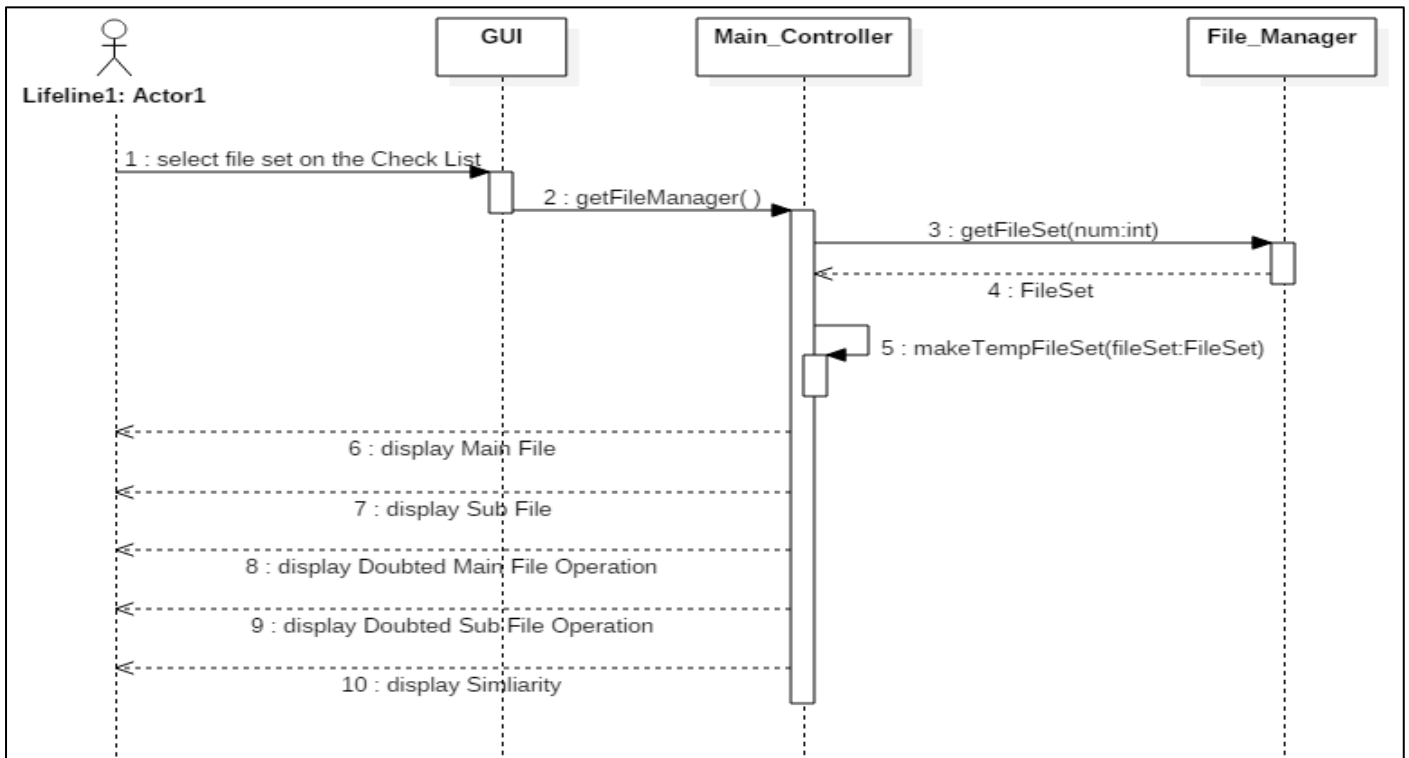 GUI
Main_Controller
File_Manager
Lifeline1: Actor1
1 : select file set on the Check List
2 : getFileManager( )
3 : getFileSet(num:int)
4 : FileSet
5 : makeTempFileSet(fileSet:FileSet)
6 : display Main File
7 : display Sub File
8 : display Doubted Main File Operation
9 : display Doubted Sub File Operation
10 : display Simliarity